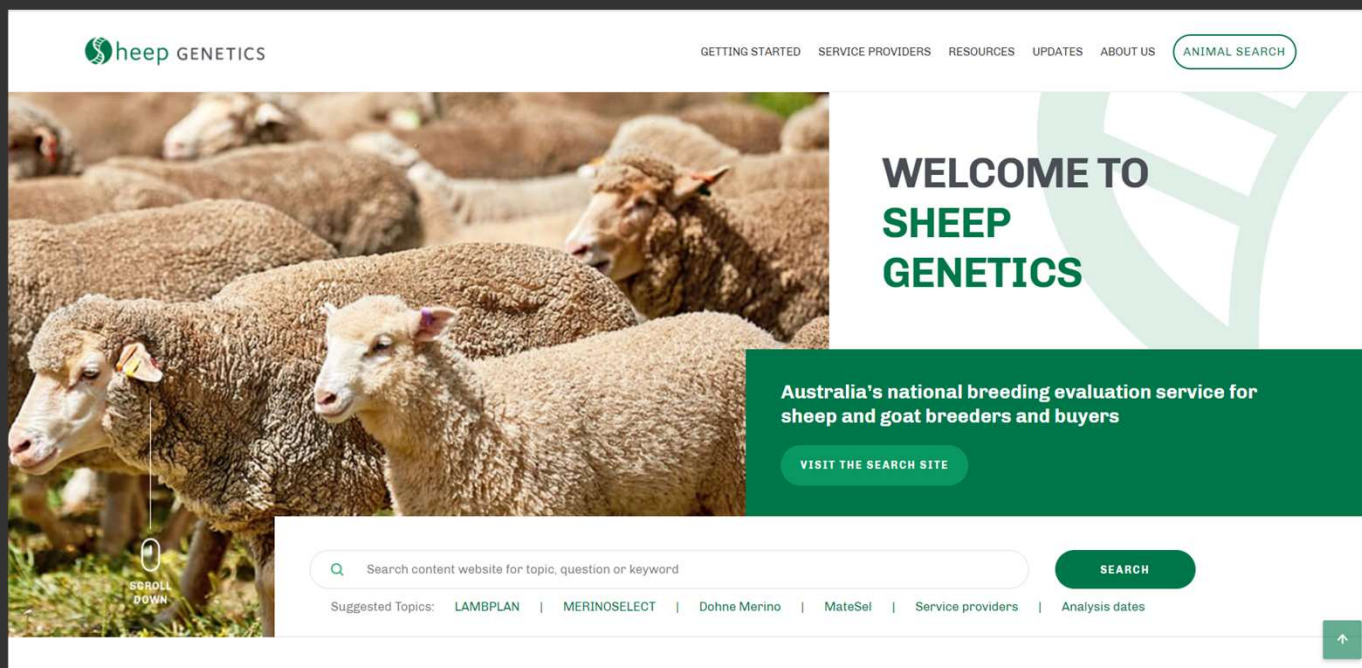 Sheep GENETICS
GETTING STARTED SERVICE PROVIDERS RESOURCES UPDATES ABOUT US ANIMAL SEARCH
WELCOME TO
SHEEP
GENETICS
Australia's national breeding evaluation service for
sheep and goat breeders and buyers
VISIT THE SEARCH SITE
SCROLL
DOWN
Search content website for topic, question or keyword
SEARCH
Suggested Topics: LAMBPLAN | MERINOSELECT | Dohne Merino | MateSel | Service providers | Analysis dates